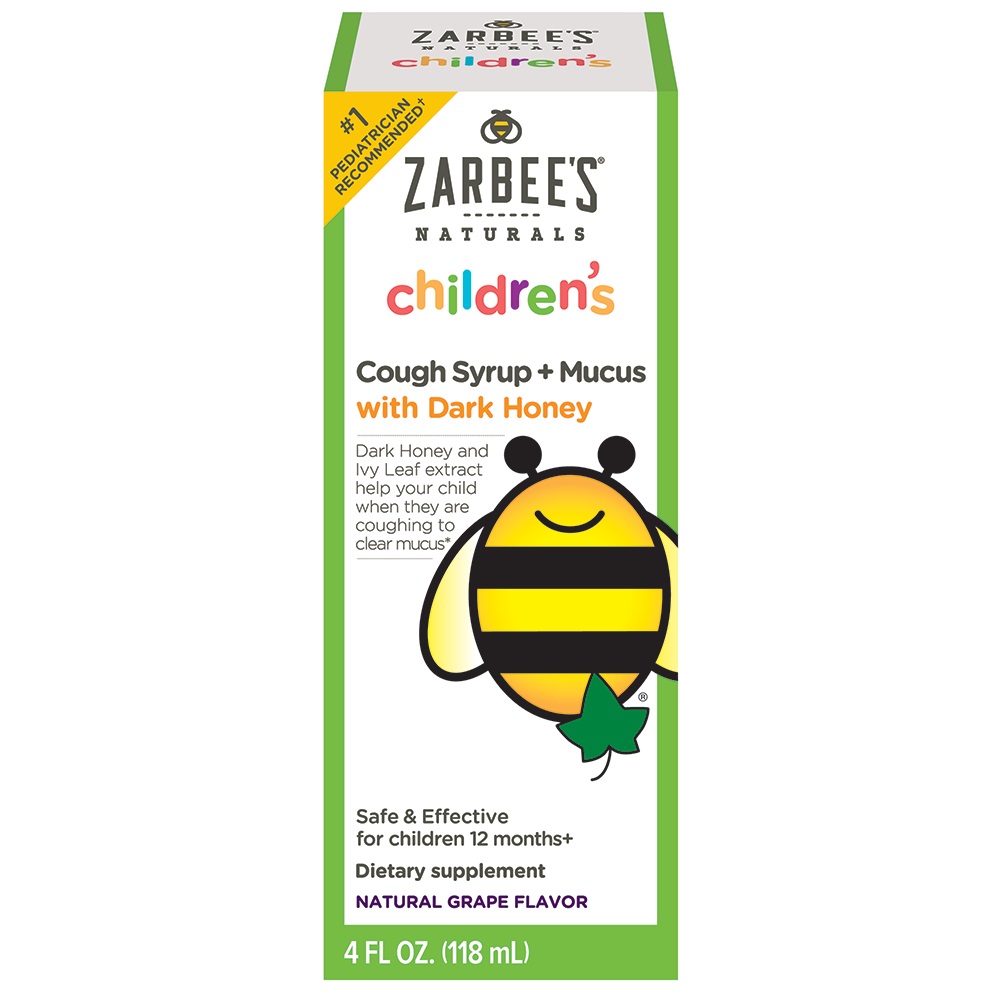 ZARBEE'S™
NATURALS
children's
#1
PEDIATRICIAN
RECOMMENDED†
ZARBEE'S®
NATURALS
children's
Cough Syrup + Mucus
with Dark Honey
Dark Honey and
Ivy Leaf extract
help your child
when they are
coughing to
clear mucus*
®
Safe & Effective
for children 12 months+
Dietary supplement
NATURAL GRAPE FLAVOR
4 FL OZ. (118 mL)